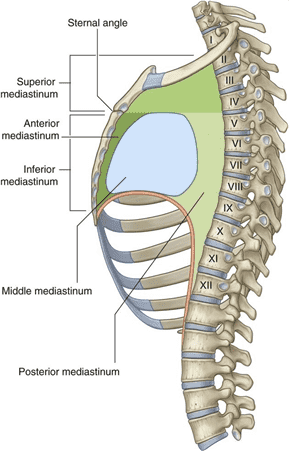 Sternal angle
Superior
mediastinum
Anterior
mediastinum
Inferior
mediastinum
Middle mediastinum
Posterior mediastinum
I
II
III
IV
V
VI
VII
VIII
IX
X
XI
XII